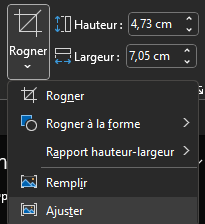 Hauteur : 4,73 cm
Rogner
Largeur : 7,05 cm
Rogner
Rogner à la forme
Rapport hauteur-largeur
Remplir
Ajuster